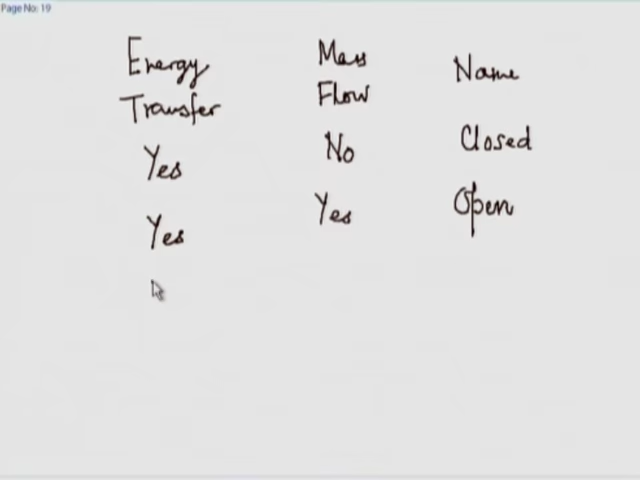 Page No: 19
Energy Transfer Mass Flow Name
Yes No Closed
Yes Yes Open